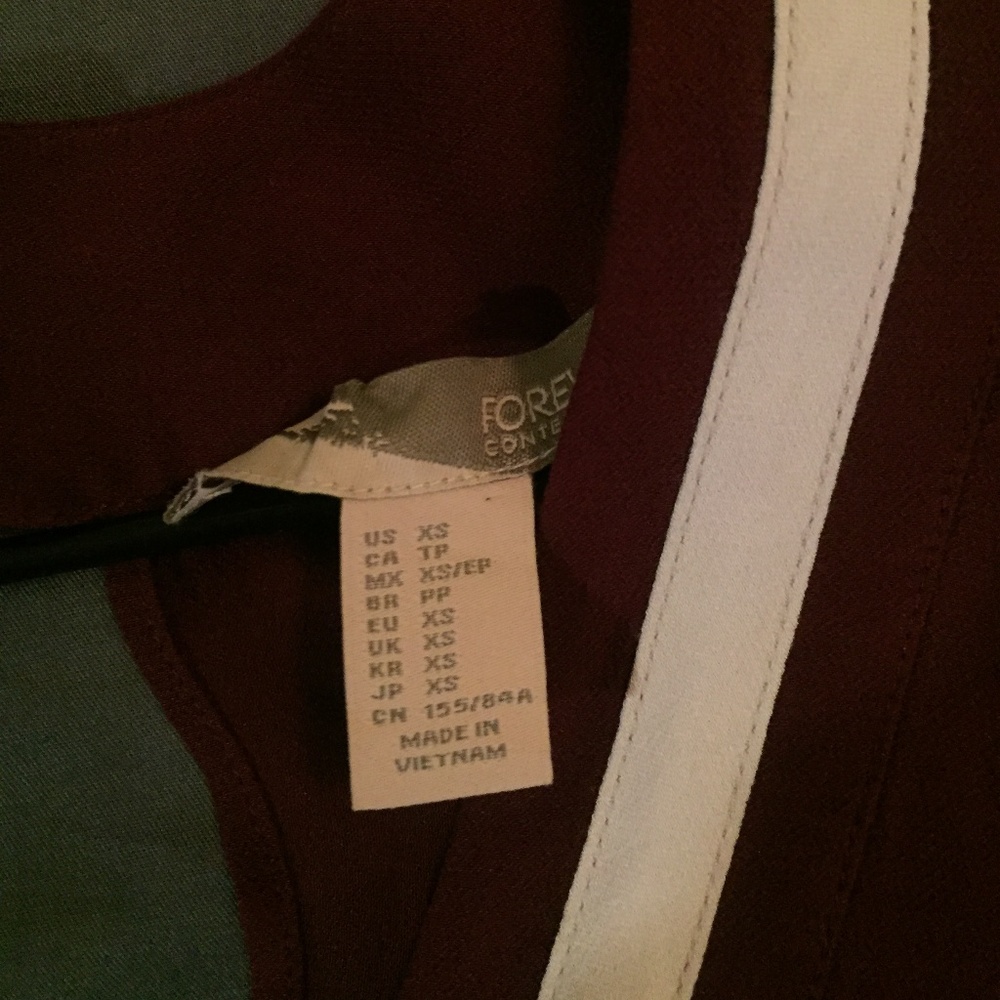 FOREV
CONTE
US XS
CA TP
MX XS/EP
BR PP
EU XS
UK XS
KR XS
JP XS
CN 155/84A
MADE IN
VIETNAM